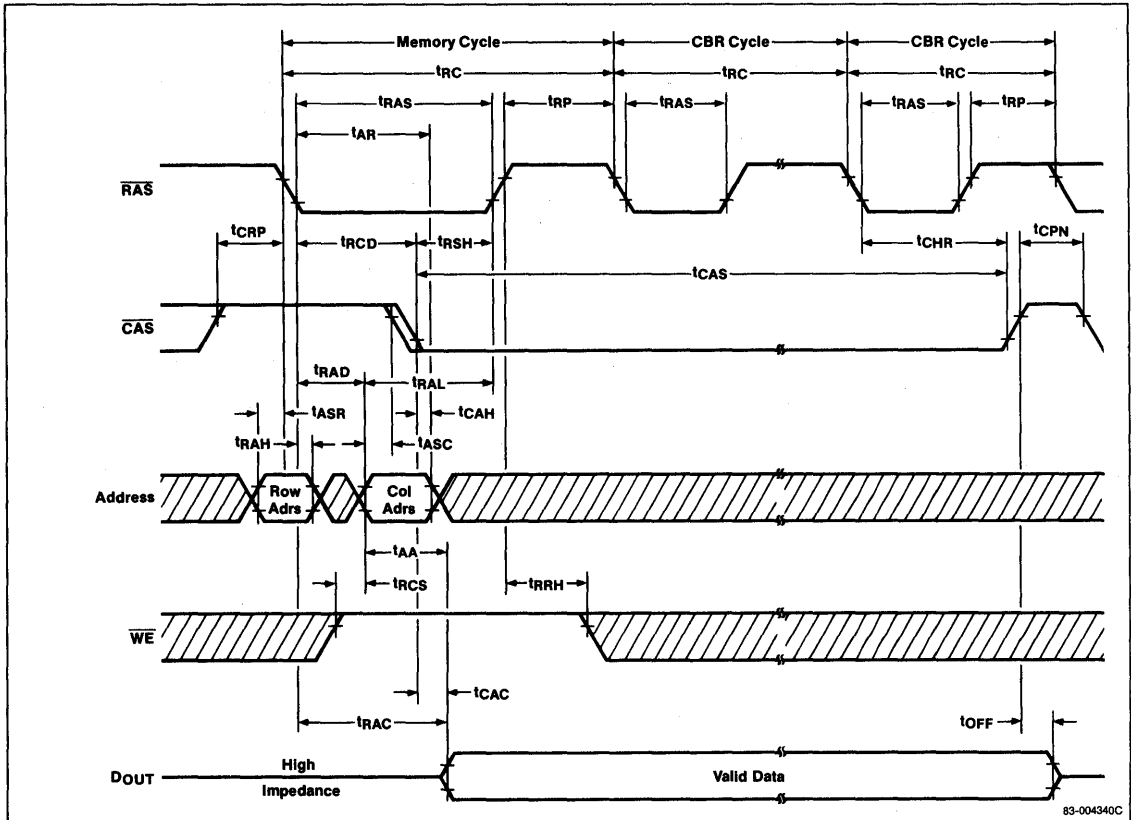 Memory Cycle CBR Cycle CBR Cycle
tRC tRC tRC
tRAS tRP tRAS tRAS tRP
tAR
RAS
tCRP tRCD tRSH tCHR tCPN
tCAS
CAS
tRAD tRAL
tASR tCAH
tRAH tASC
Address Row Adrs Col Adrs
tAA
tRCS tRRH
WE
tCAC
tRAC tOFF
DOUT High Impedance Valid Data
83-004340C